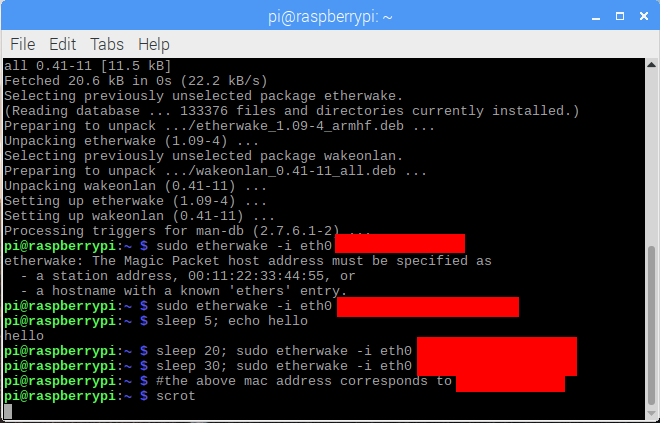 pi@raspberrypi: ~
File Edit Tabs Help
all 0.41-11 [11.5 kB]
Fetched 20.6 kB in 0s (22.2 kB/s)
Selecting previously unselected package etherwake.
(Reading database ... 133376 files and directories currently installed.)
Preparing to unpack .../etherwake_1.09-4_armhf.deb ...
Unpacking etherwake (1.09-4) ...
Selecting previously unselected package wakeonlan.
Preparing to unpack .../wakeonlan_0.41-11_all.deb ...
Unpacking wakeonlan (0.41-11) ...
Setting up etherwake (1.09-4) ...
Setting up wakeonlan (0.41-11) ...
Processing triggers for man-db (2.7.6.1-2) ...
pi@raspberrypi:~ $ sudo etherwake -i eth0
etherwake: The Magic Packet host address must be specified as
  - a station address, 00:11:22:33:44:55, or
  - a hostname with a known 'ethers' entry.
pi@raspberrypi:~ $ sudo etherwake -i eth0
pi@raspberrypi:~ $ sleep 5; echo hello
hello
pi@raspberrypi:~ $ sleep 20; sudo etherwake -i eth0
pi@raspberrypi:~ $ sleep 30; sudo etherwake -i eth0
pi@raspberrypi:~ $ #the above mac address corresponds to
pi@raspberrypi:~ $ scrot